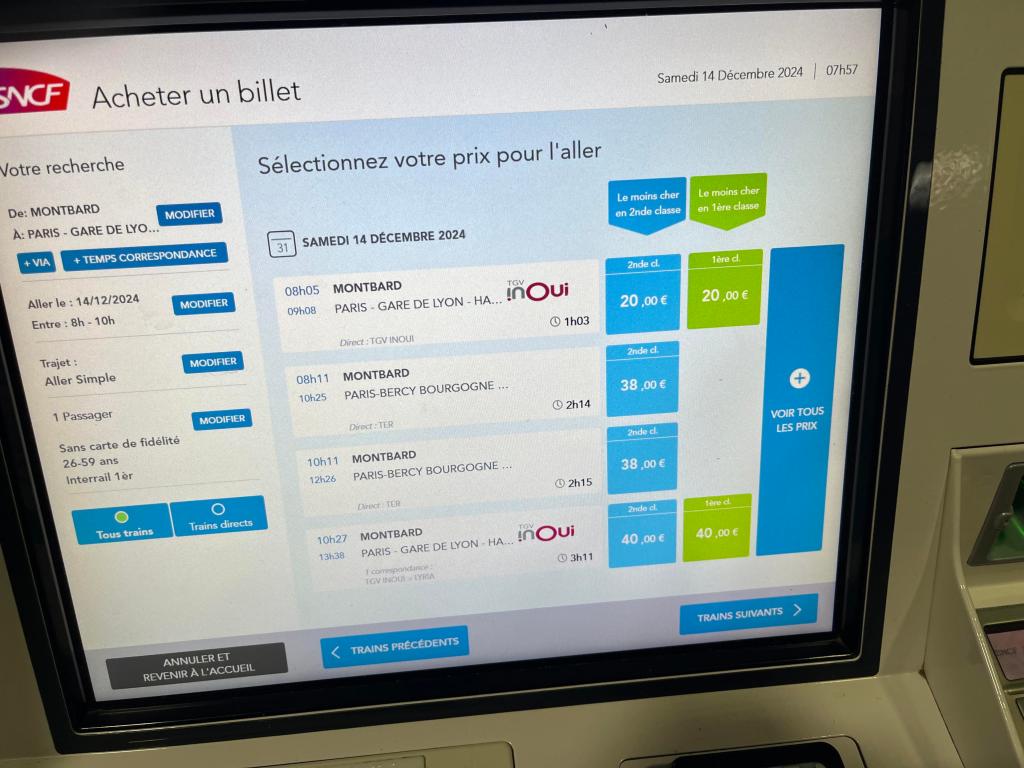 SNCF
Acheter un billet
Samedi 14 Décembre 2024 | 07h57
Votre recherche
De: MONTBARD
À: PARIS - GARE DE LYO...
MODIFIER
+ VIA
+ TEMPS CORRESPONDANCE
Aller le : 14/12/2024
Entre : 8h - 10h
MODIFIER
Trajet :
Aller Simple
MODIFIER
1 Passager
MODIFIER
Sans carte de fidélité
26-59 ans
Interrail 1èr
Tous trains
Trains directs
Sélectionnez votre prix pour l'aller
Le moins cher
en 2nde classe
Le moins cher
en 1ère classe
31
SAMEDI 14 DÉCEMBRE 2024
08h05 MONTBARD
09h08 PARIS - GARE DE LYON - HA...
TGV
inOui
1h03
Direct : TGV INOUI
2nde cl.
20 ,00 €
1ère cl.
20 ,00 €
08h11 MONTBARD
10h25 PARIS-BERCY BOURGOGNE ...
2h14
Direct : TER
2nde cl.
38 ,00 €
10h11 MONTBARD
12h26 PARIS-BERCY BOURGOGNE ...
2h15
Direct : TER
2nde cl.
38 ,00 €
10h27 MONTBARD
13h38 PARIS - GARE DE LYON - HA...
TGV
inOui
3h11
1 correspondance :
TGV INOUI - LYRIA
2nde cl.
40 ,00 €
1ère cl.
40 ,00 €
+
VOIR TOUS
LES PRIX
ANNULER ET
REVENIR À L'ACCUEIL
TRAINS PRÉCÉDENTS
TRAINS SUIVANTS
SNCF